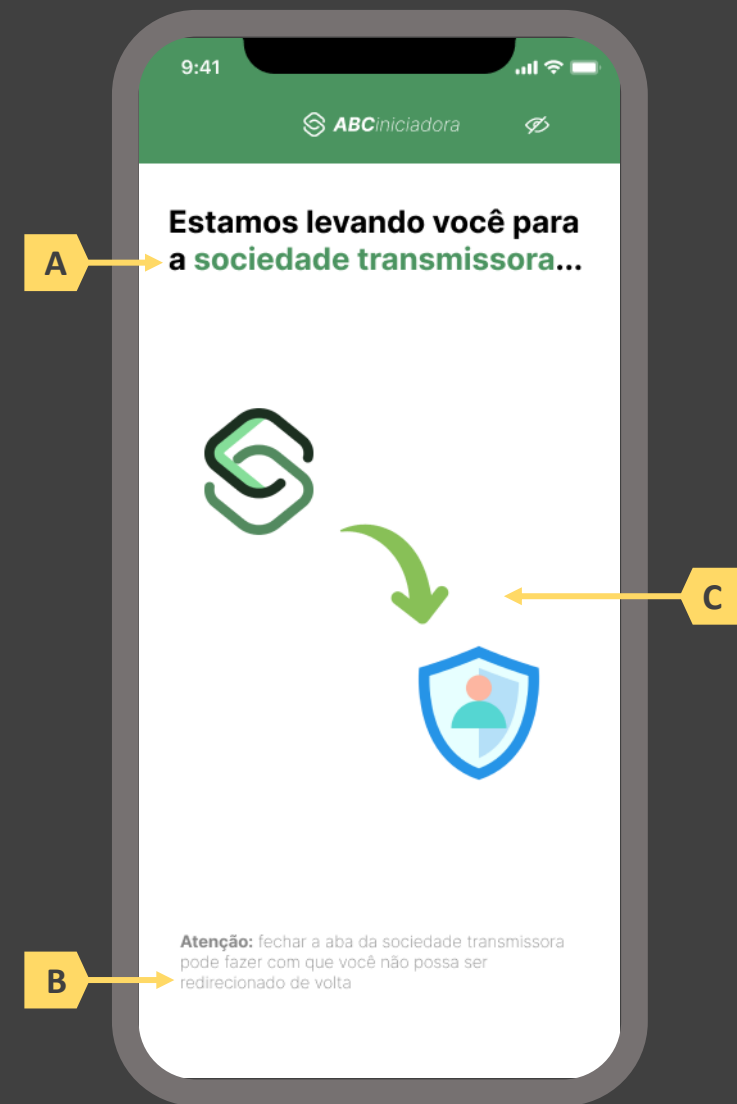 9:41
ABCiniciadora
Estamos levando você para
A
a sociedade transmissora...
C
Atenção: fechar a aba da sociedade transmissora
pode fazer com que você não possa ser
B
redirecionado de volta